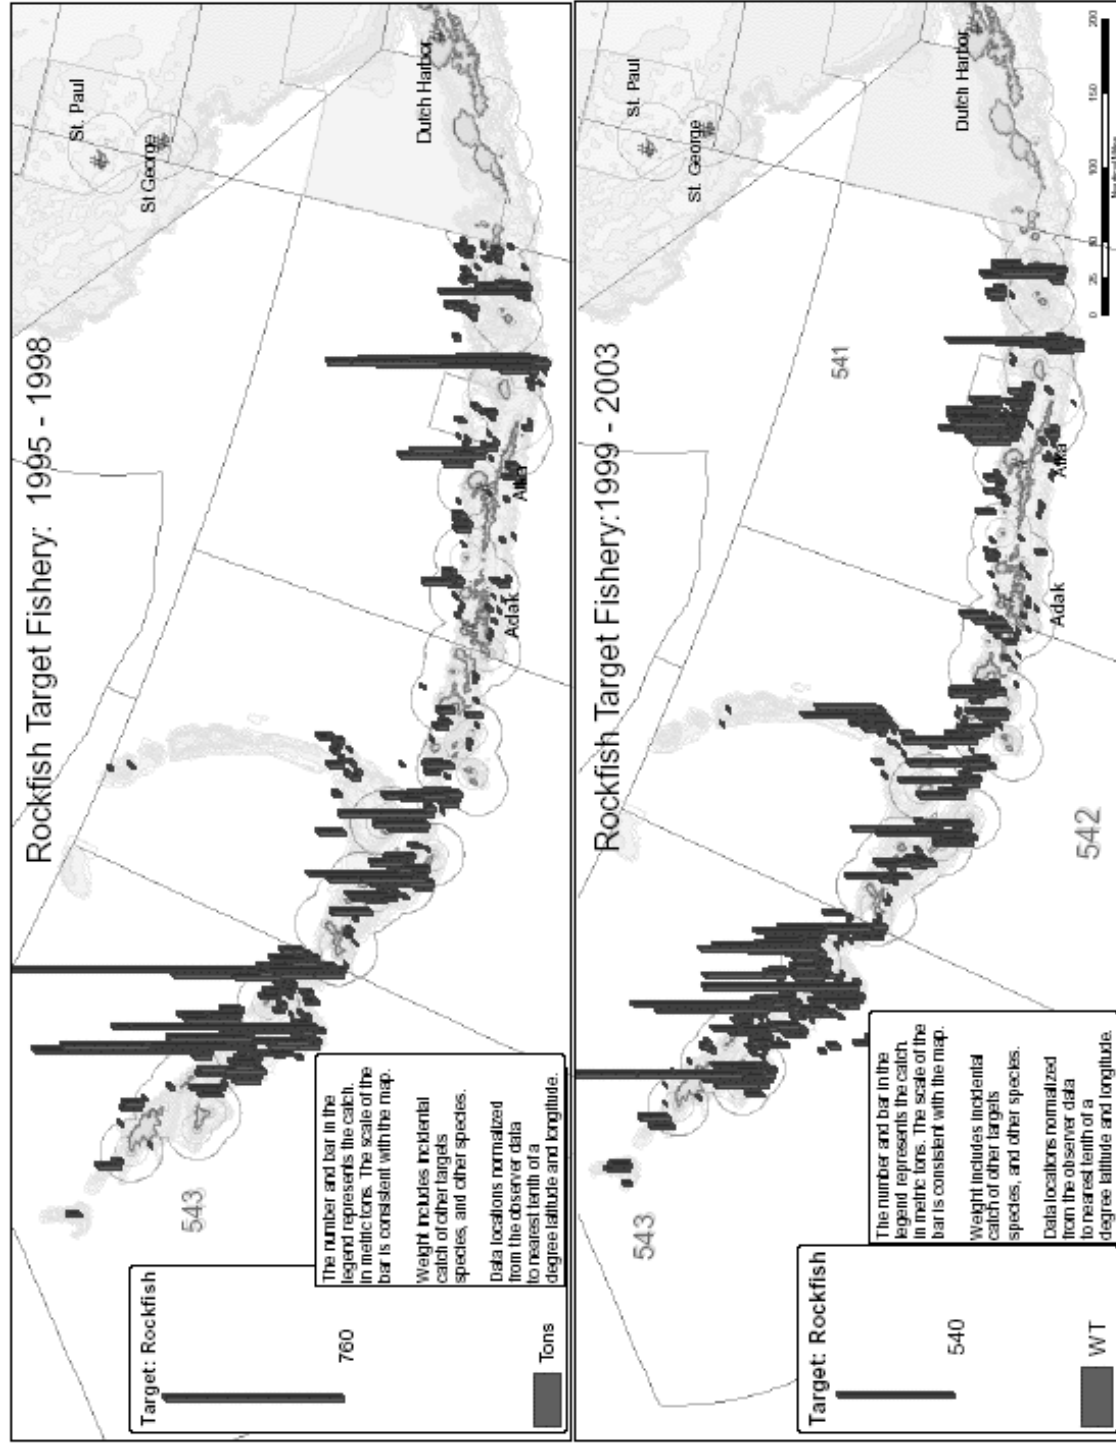 Rockfish Target Fishery: 1995 - 1998
St. Paul
St George
Dutch Harbor
Adak
543
Target: Rockfish
760
Tons
The number and bar in the
legend represents the catch.
in metric tons. The scale of the
bar is consistent with the map.
Weight includes incidental
catch of other targets
species, and other species.
Data locations normalized
from the observer data
to nearest tenth of a
degree latitude and longitude.
Rockfish Target Fishery:1999 - 2003
St. Paul
St. George
Dutch Harbor
541
Atka
Adak
542
543
Target: Rockfish
540
WT
The number and bar in the
legend represents the catch.
in metric tons. The scale of the
bar is consistent with the map.
Weight includes incidental
catch of other targets
species, and other species.
Data locations normalized
from the observer data
to nearest tenth of a
degree latitude and longitude.
0 25 50 100 150 200